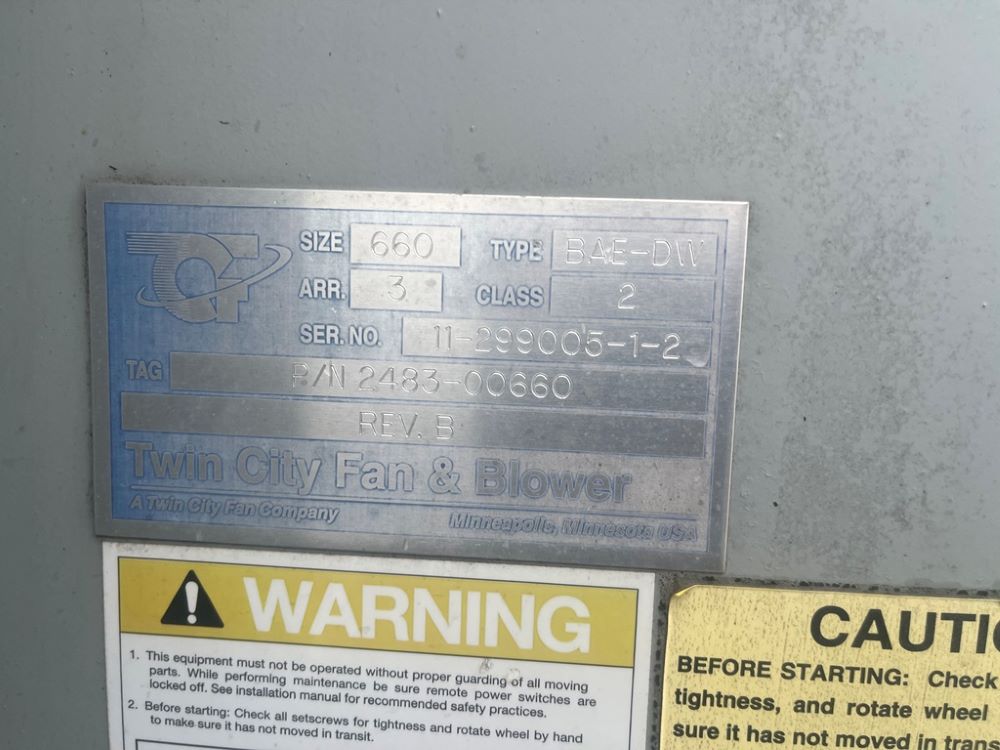 TCF
SIZE 660 TYPE BAE-DW
ARR. 3 CLASS 2
SER. NO. 11-299005-1-2
TAG P/N 2483-00660
REV. B
Twin City Fan & Blower
A Twin City Fan Company Minneapolis, Minnesota USA
WARNING
1. This equipment must not be operated without proper guarding of all moving
parts. While performing maintenance be sure remote power switches are
locked off. See installation manual for recommended safety practices.
2. Before starting: Check all setscrews for tightness and rotate wheel by hand
to make sure it has not moved in transit.
CAUTIO
BEFORE STARTING: Check
tightness, and rotate wheel
sure it has not moved in trans